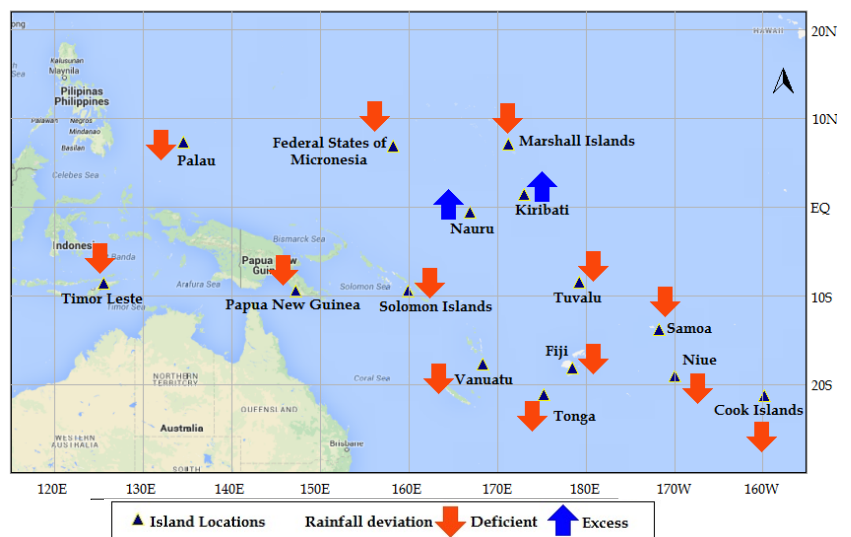 ong
HAWAII
20N
Kalusunan
Maynila
Pilipinas
Philippines
Palawan
Negros
Mindanao
Basilan
Sea
10N
Federal States of
Micronesia
Marshall Islands
Palau
Celebes Sea
Kiribati
EQ
Nauru
Bismarck Sea
Indones
Banda
Papua New
Guin
Sea
Timor Leste
Arafura Sea
Timor Sea
Papua New Guinea
Solomon Sea
Solomon Islands
Tuvalu
10S
Samoa
Fiji
Niue
Vanuatu
Coral Sea
NORTHERN
TERRITORY
20S
Cook Islands
QUEENSLAND
Tonga
Australia
WESTERN
AUSTRALIA
Brisbane
SOUTH
120E 130E 140E 150E 160E 170E 180E 170W 160W
Island Locations Rainfall deviation Deficient Excess